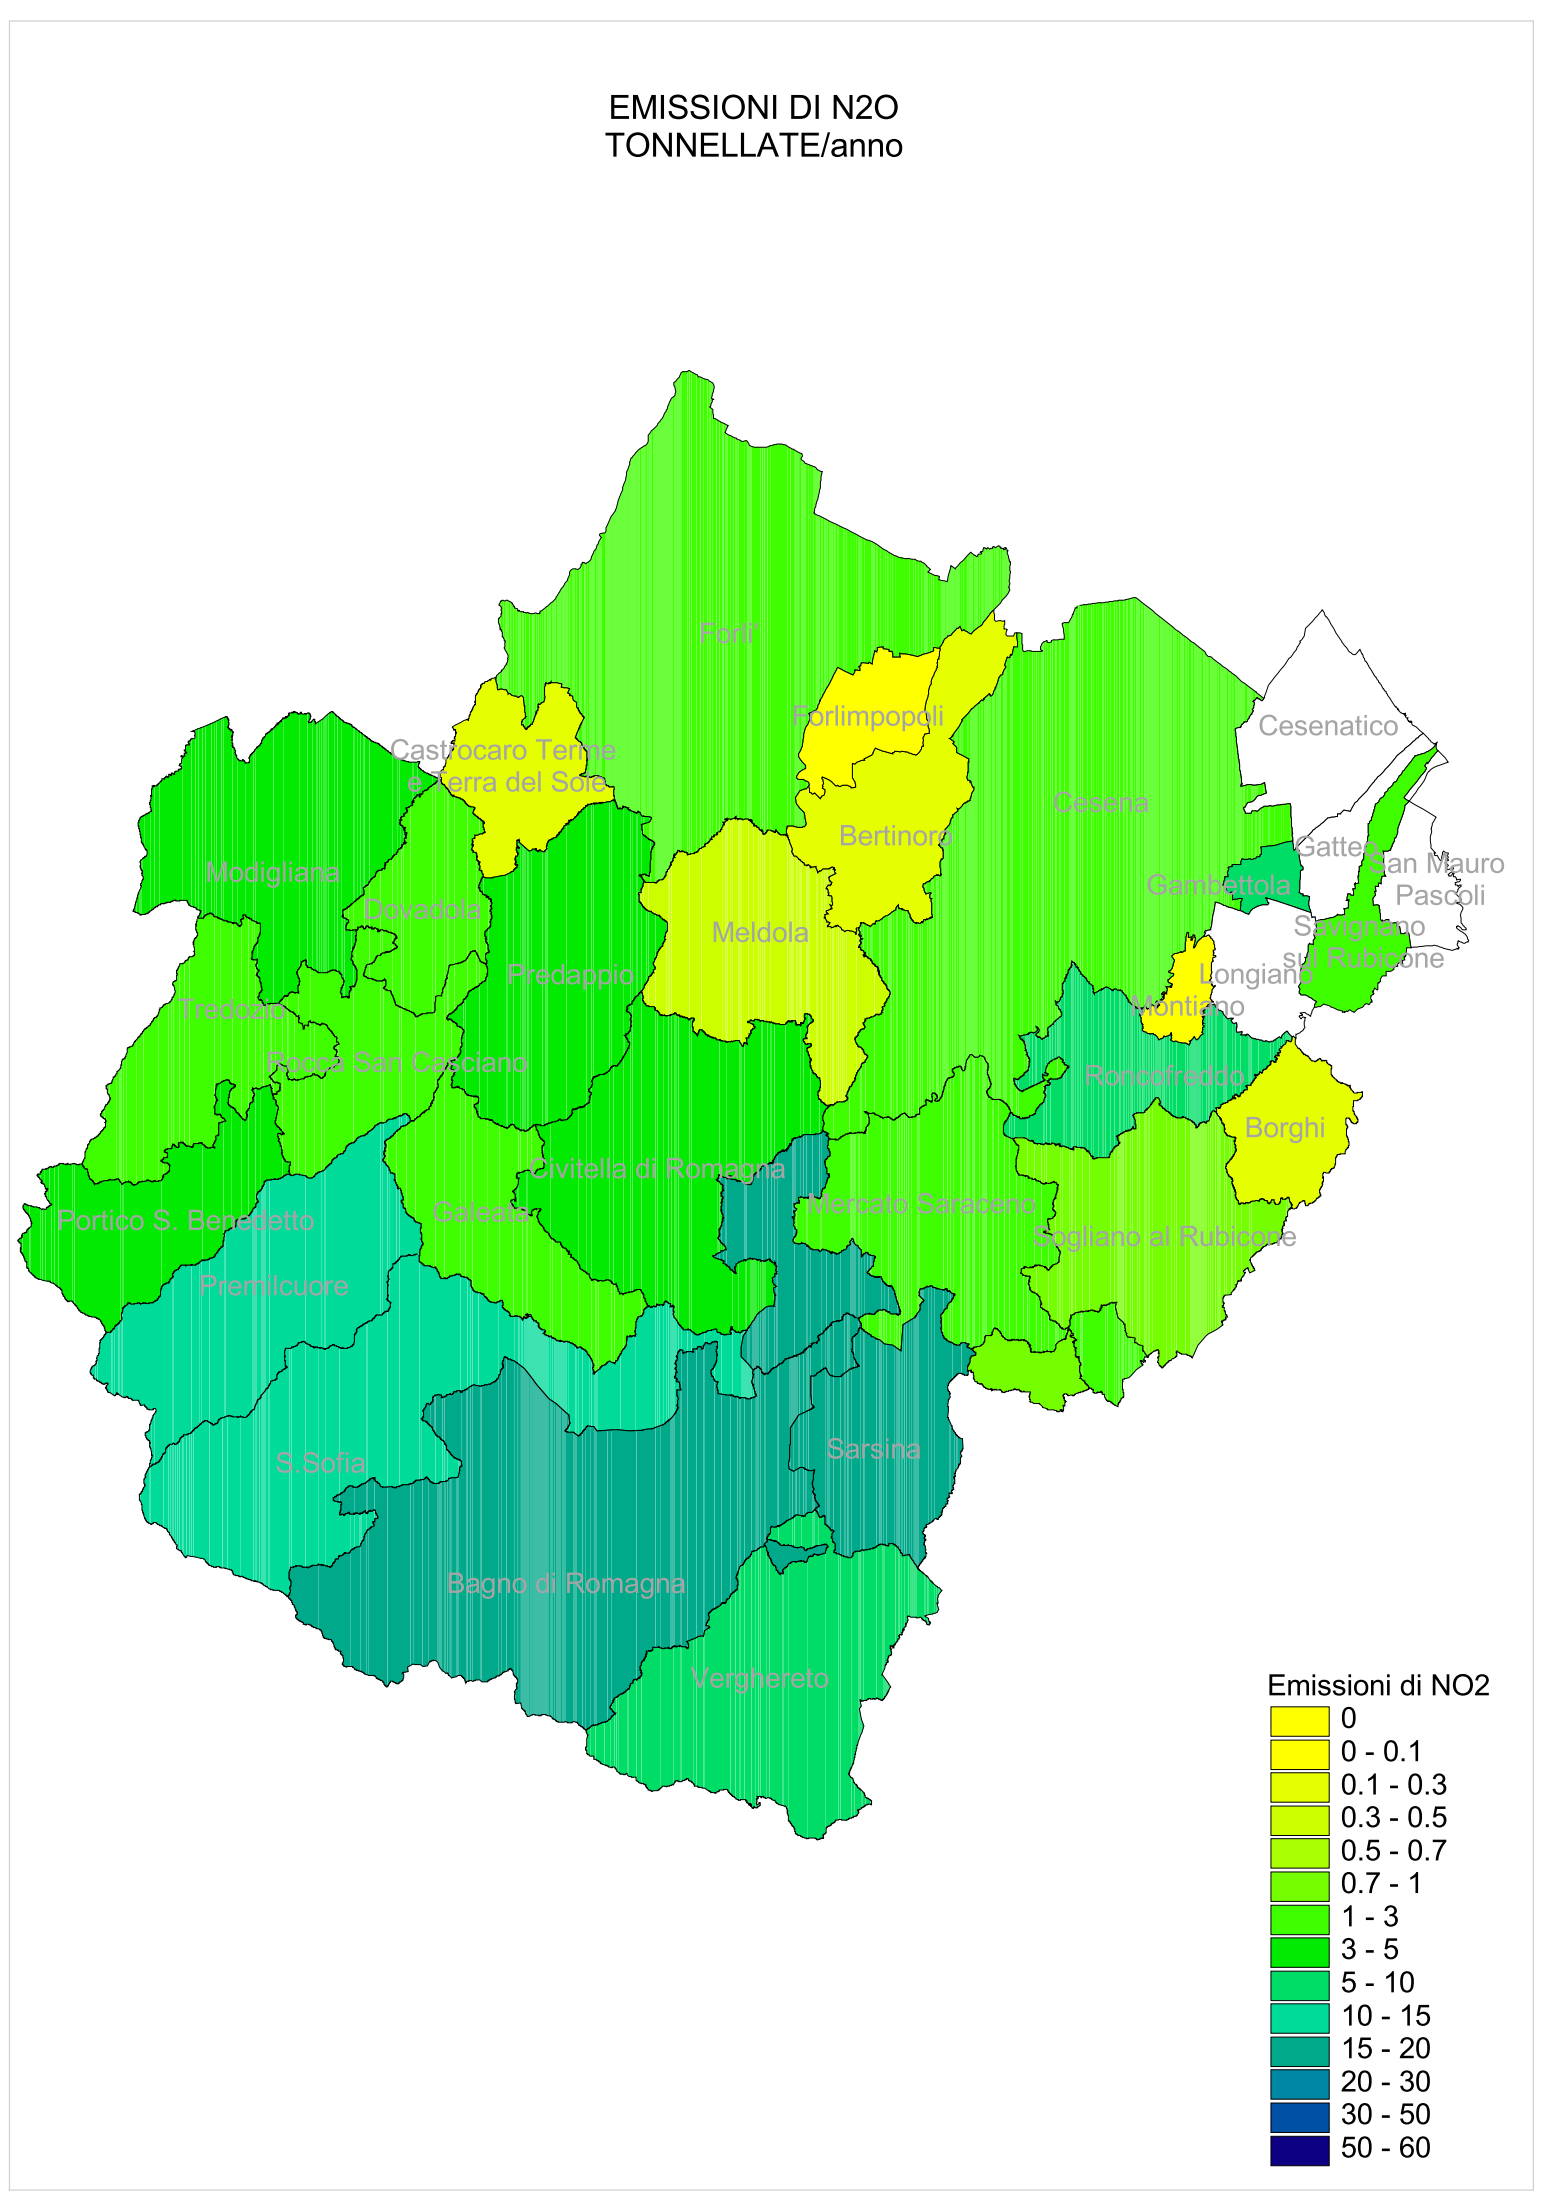 EMISSIONI DI N2O
TONNELLATE/anno
Forli'
Forlimpopoli
Cesenatico
Castrocaro Terme
e Terra del Sole
Cesena
Bertinoro
Gatteo
San Mauro
Pascoli
Modigliana
Gambettola
Dovadola
Meldola
Savignano
sul Rubicone
Predappio
Longiano
Tredozio
Montiano
Rocca San Casciano
Roncofreddo
Borghi
Civitella di Romagna
Mercato Saraceno
Portico S. Benedetto
Galeata
Sogliano al Rubicone
Premilcuore
Sarsina
S.Sofia
Bagno di Romagna
Verghereto
Emissioni di NO2
0
0 - 0.1
0.1 - 0.3
0.3 - 0.5
0.5 - 0.7
0.7 - 1
1 - 3
3 - 5
5 - 10
10 - 15
15 - 20
20 - 30
30 - 50
50 - 60